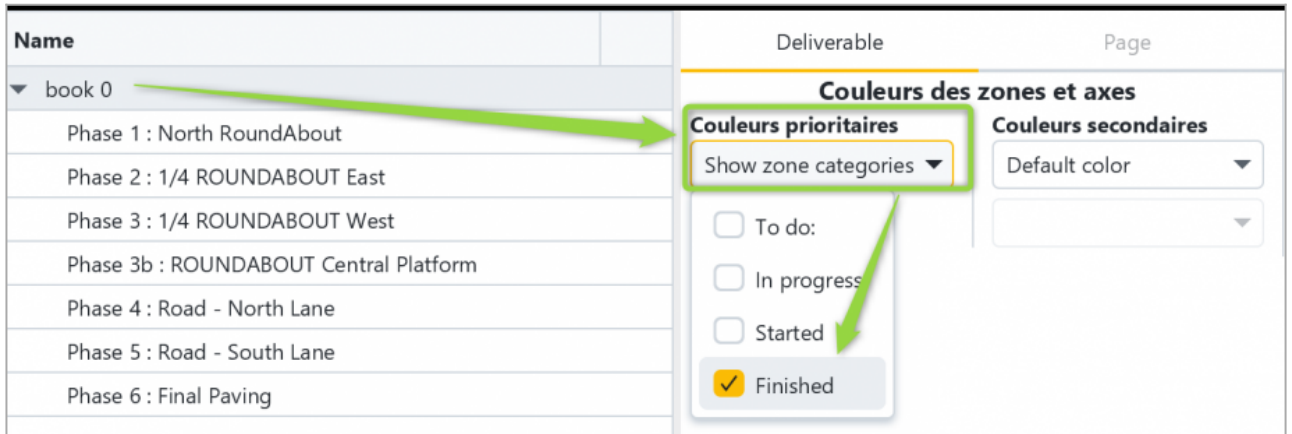 Name
book 0
Phase 1 : North RoundAbout
Phase 2 : 1/4 ROUNDABOUT East
Phase 3 : 1/4 ROUNDABOUT West
Phase 3b : ROUNDABOUT Central Platform
Phase 4 : Road - North Lane
Phase 5 : Road - South Lane
Phase 6 : Final Paving
Deliverable
Page
Couleurs des zones et axes
Couleurs prioritaires
Couleurs secondaires
Show zone categories
Default color
To do:
In progress
Started
Finished